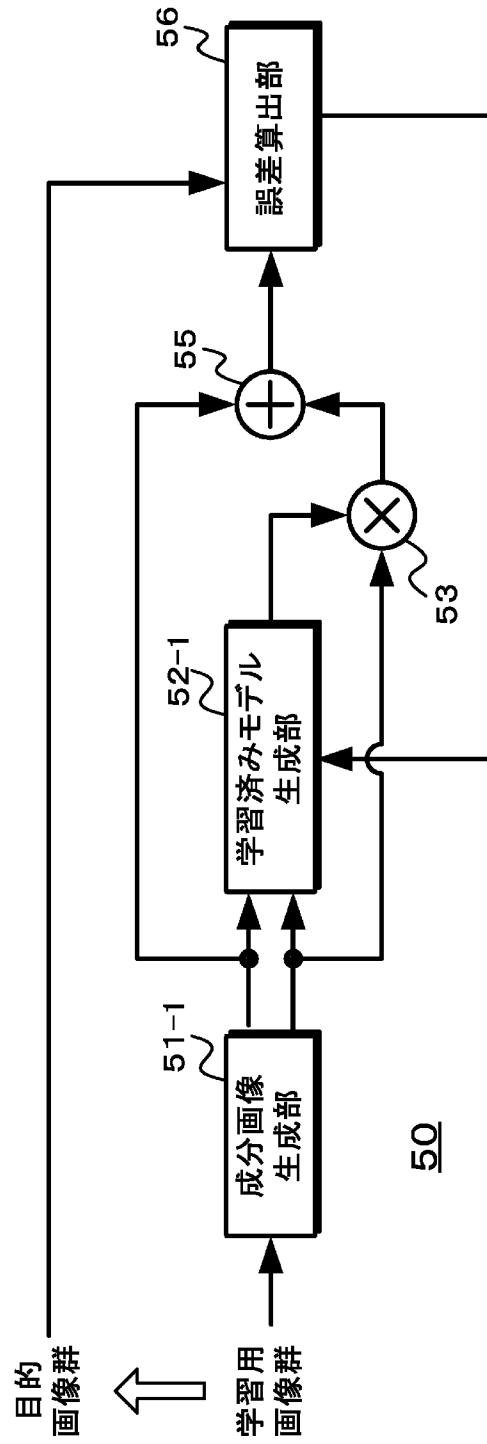 目的
画像群
学習用
画像群
成分画像
生成部
51-1
学習済みモデル
生成部
52-1
53
55
誤差算出部
56
50